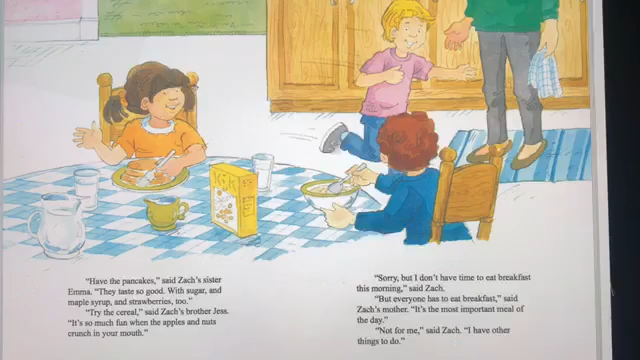 "Have the pancakes," said Zach's sister
Emma. "They taste so good. With sugar, and
maple syrup, and strawberries, too."
"Try the cereal," said Zach's brother Jess.
"It's so much fun when the apples and nuts
crunch in your mouth."
"Sorry, but I don't have time to eat breakfast
this morning," said Zach.
"But everyone has to eat breakfast," said
Zach's mother. "It's the most important meal of
the day."
"Not for me," said Zach. "I have other
things to do."